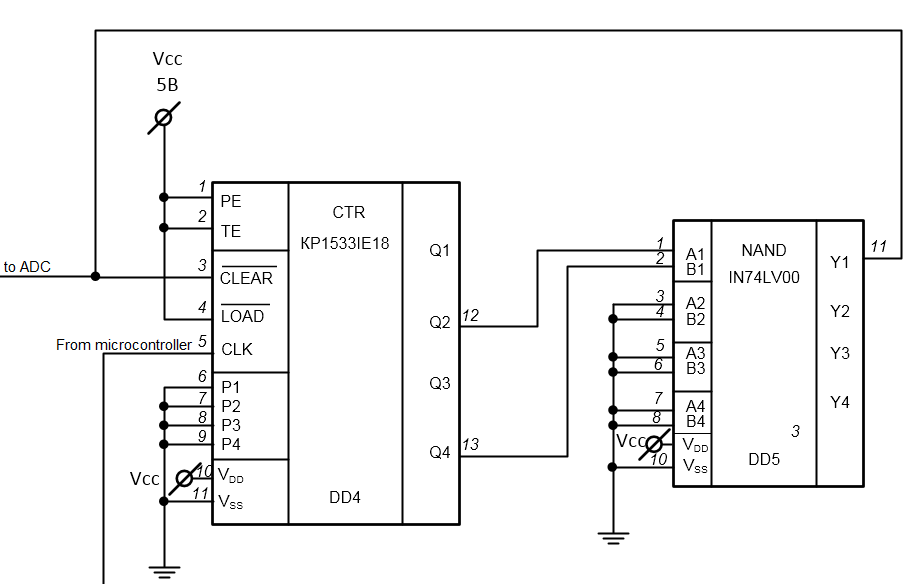 Vcc
5B
1
PE
2
TE
3
CLEAR
4
LOAD
5
CLK
6
P1
7
P2
8
P3
9
P4
Vcc
10
VDD
11
VSS
CTR
КР1533IE18
DD4
Q1
Q2
12
Q3
Q4
13
to ADC
From microcontroller
1
A1
2
B1
3
A2
4
B2
5
A3
6
B3
7
A4
8
B4
Vcc
VDD
10
VSS
NAND
IN74LV00
3
DD5
Y1
11
Y2
Y3
Y4